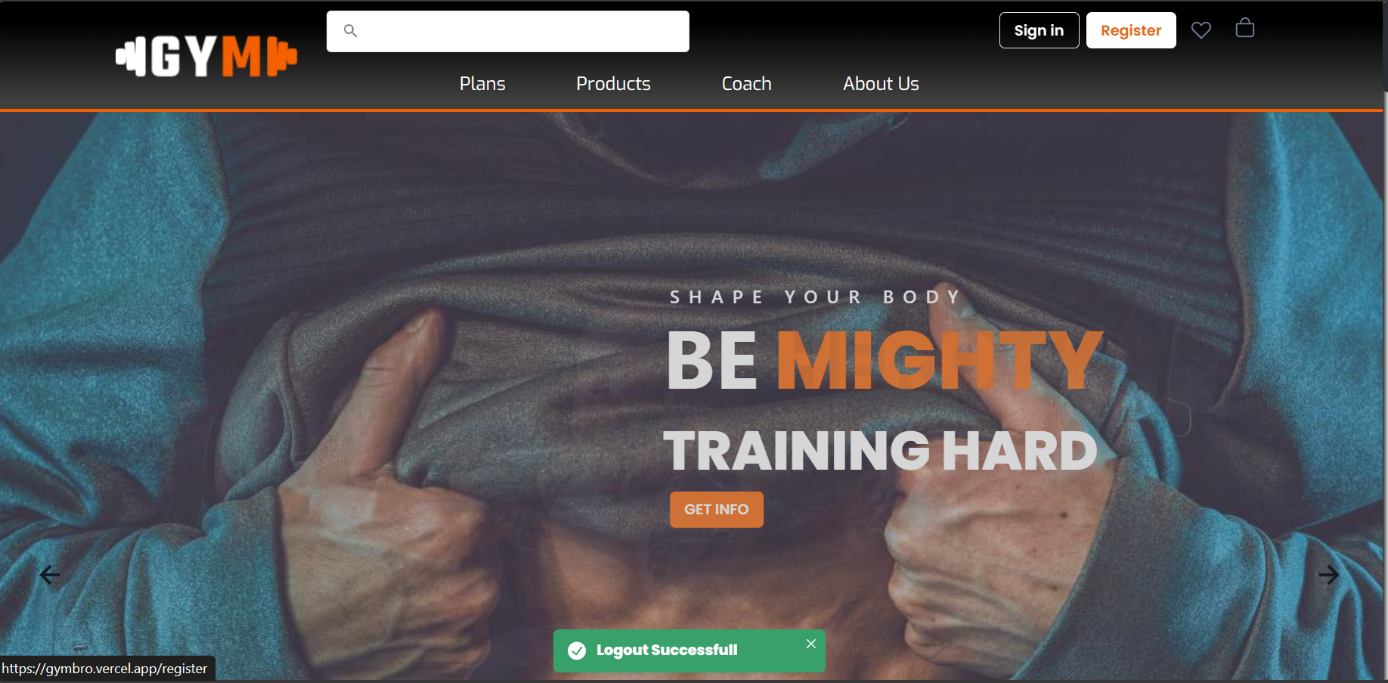 GYM
Sign in
Register
Plans
Products
Coach
About Us
SHAPE YOUR BODY
BE MIGHTY
TRAINING HARD
GET INFO
Logout Successfull
https://gymbro.vercel.app/register